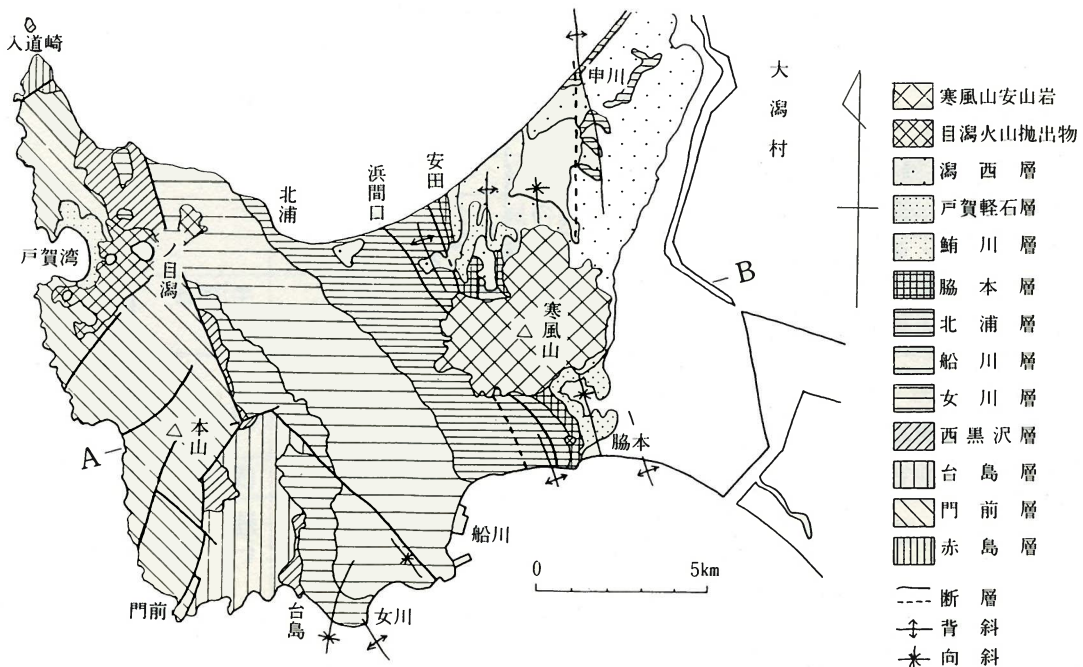 入道崎
戸賀湾
一ノ目潟
北浦
浜間口
安田
申川
大潟村
寒風山
本山
脇本
船川
門前
台島
女川
A
B
0
5km
寒風山安山岩
目潟火山抛出物
潟西層
戸賀軽石層
鮪川層
脇本層
北浦層
船川層
女川層
西黒沢層
台島層
門前層
赤島層
断層
背斜
向斜